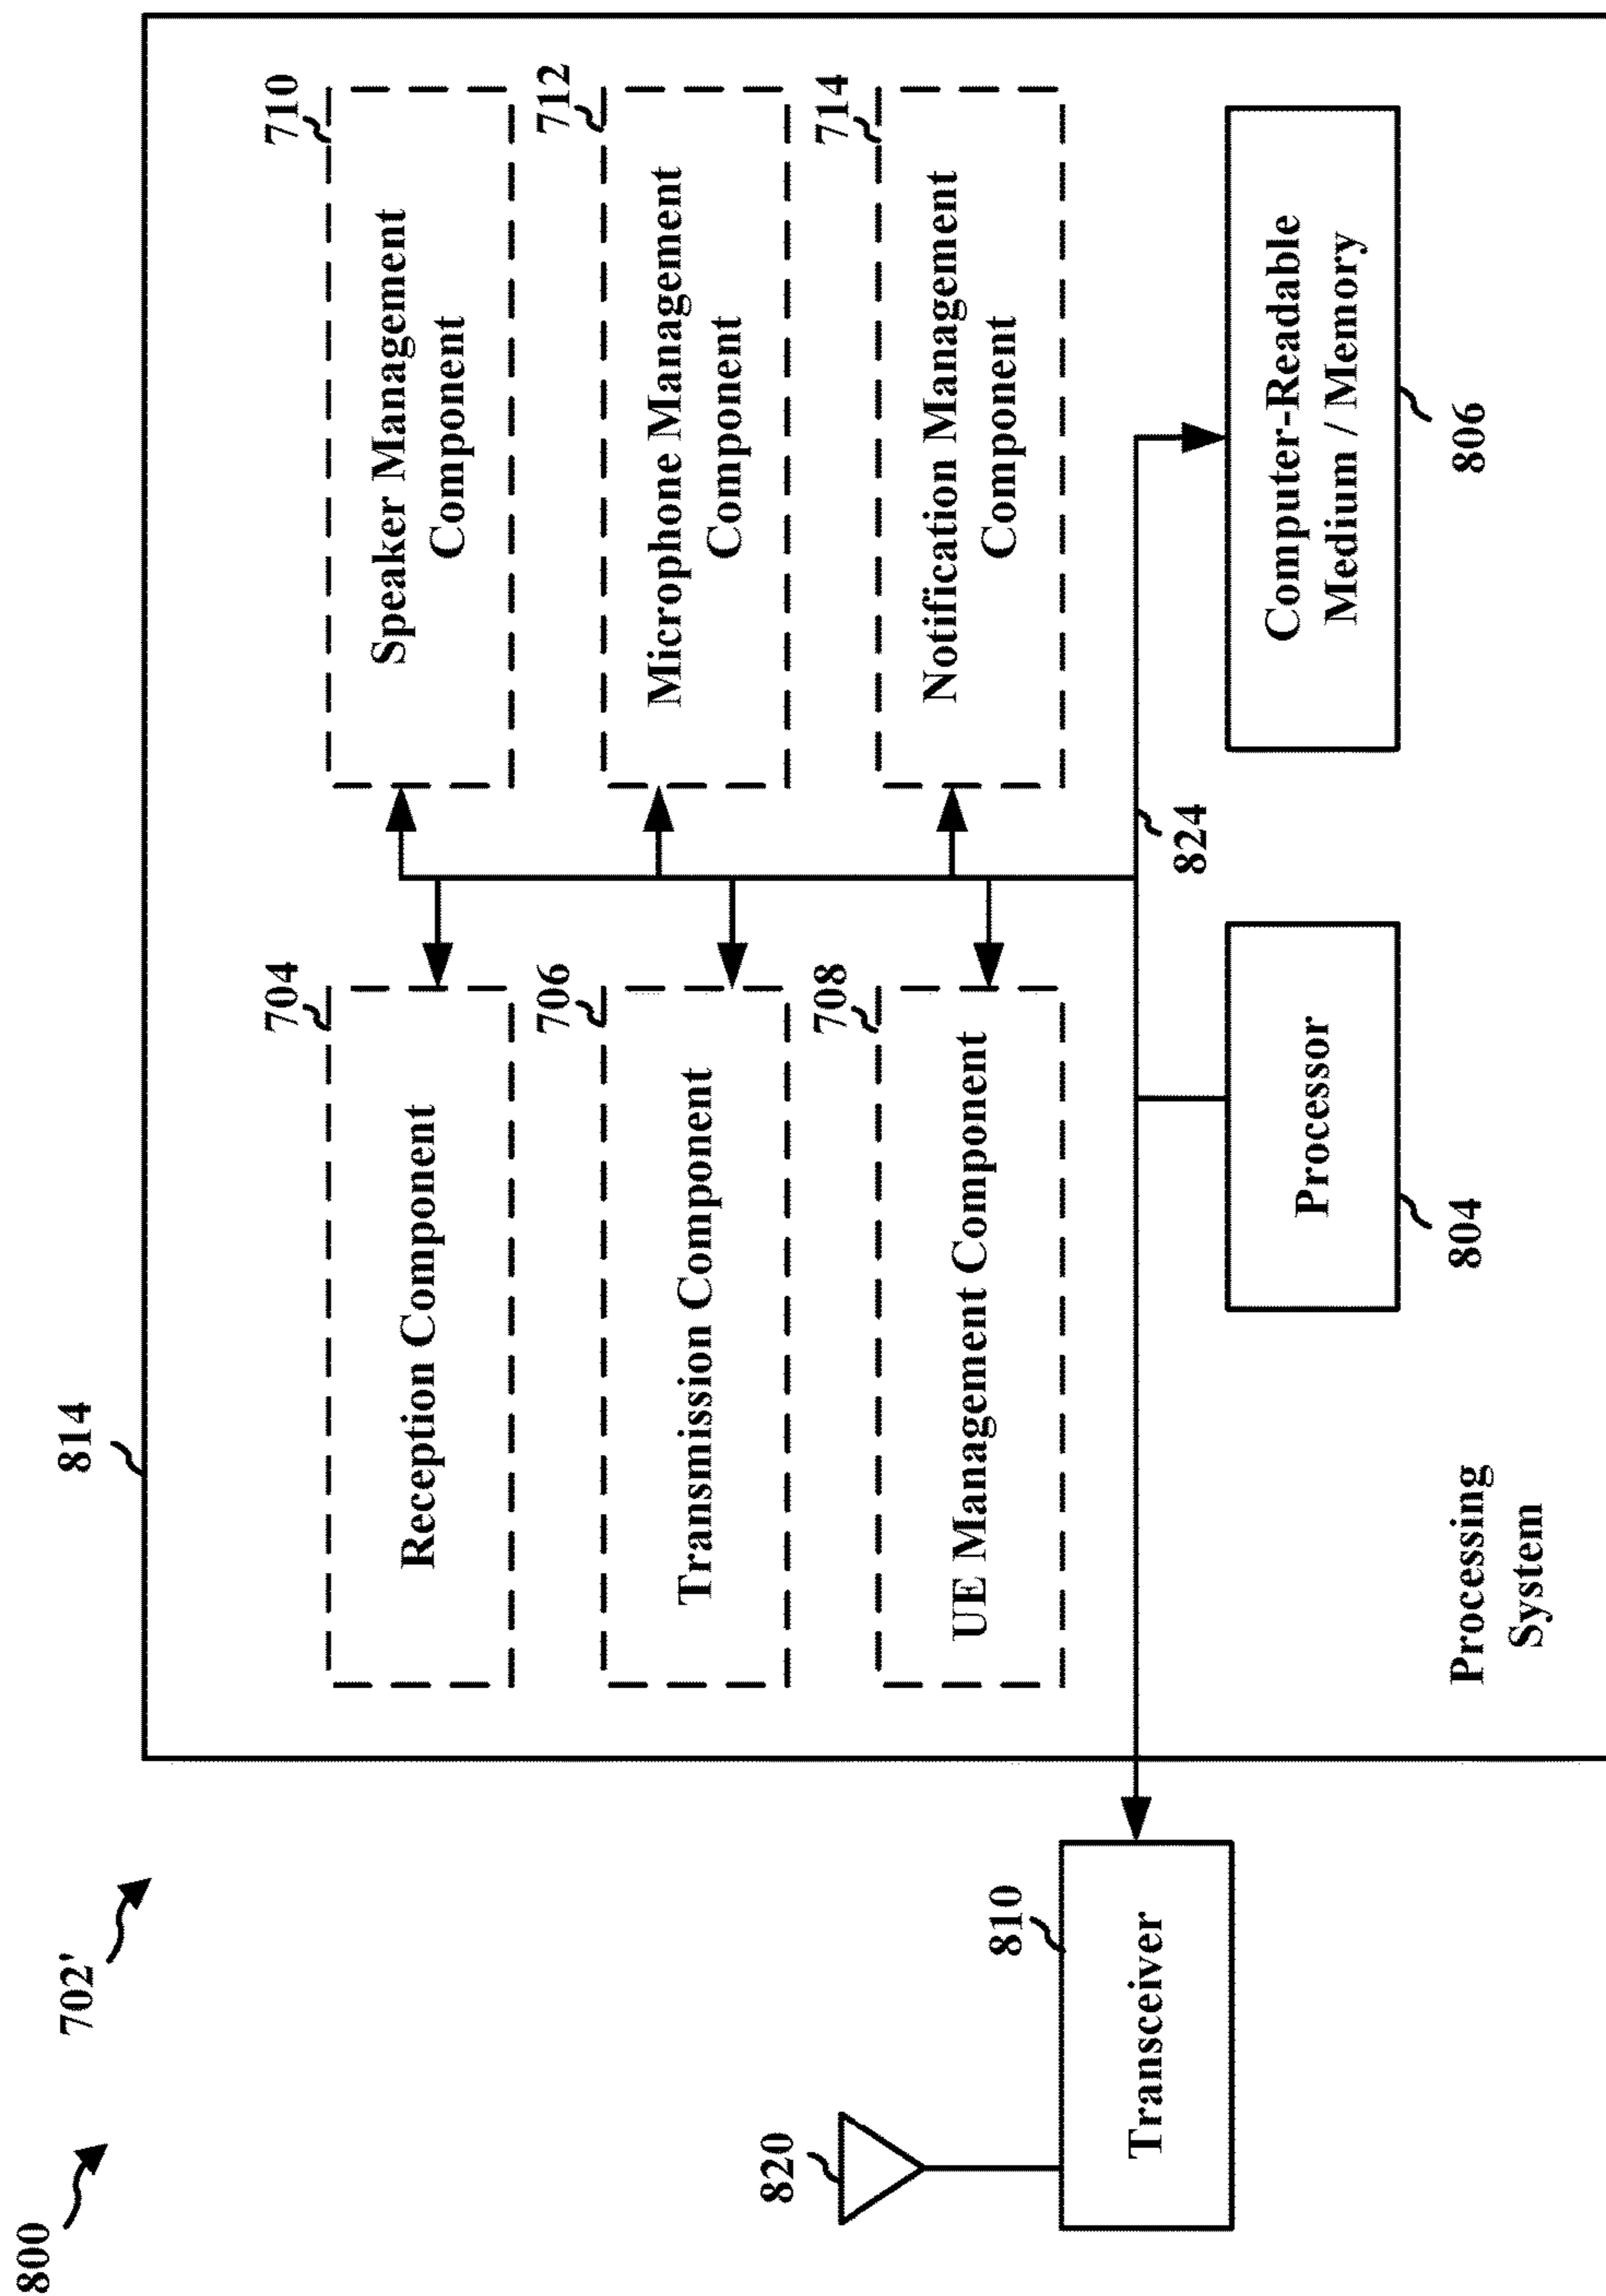 800
702'
814
704
Reception Component
710
Speaker Management
Component
706
Transmission Component
712
Microphone Management
Component
708
UE Management Component
714
Notification Management
Component
820
810
Transceiver
824
Processor
804
Computer-Readable
Medium / Memory
806
Processing
System